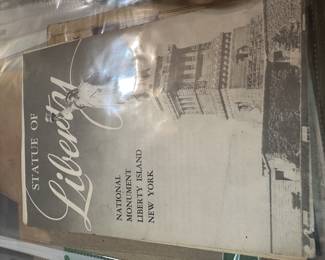 STATUE OF
Liberty
NATIONAL
MONUMENT
LIBERTY ISLAND
NEW YORK